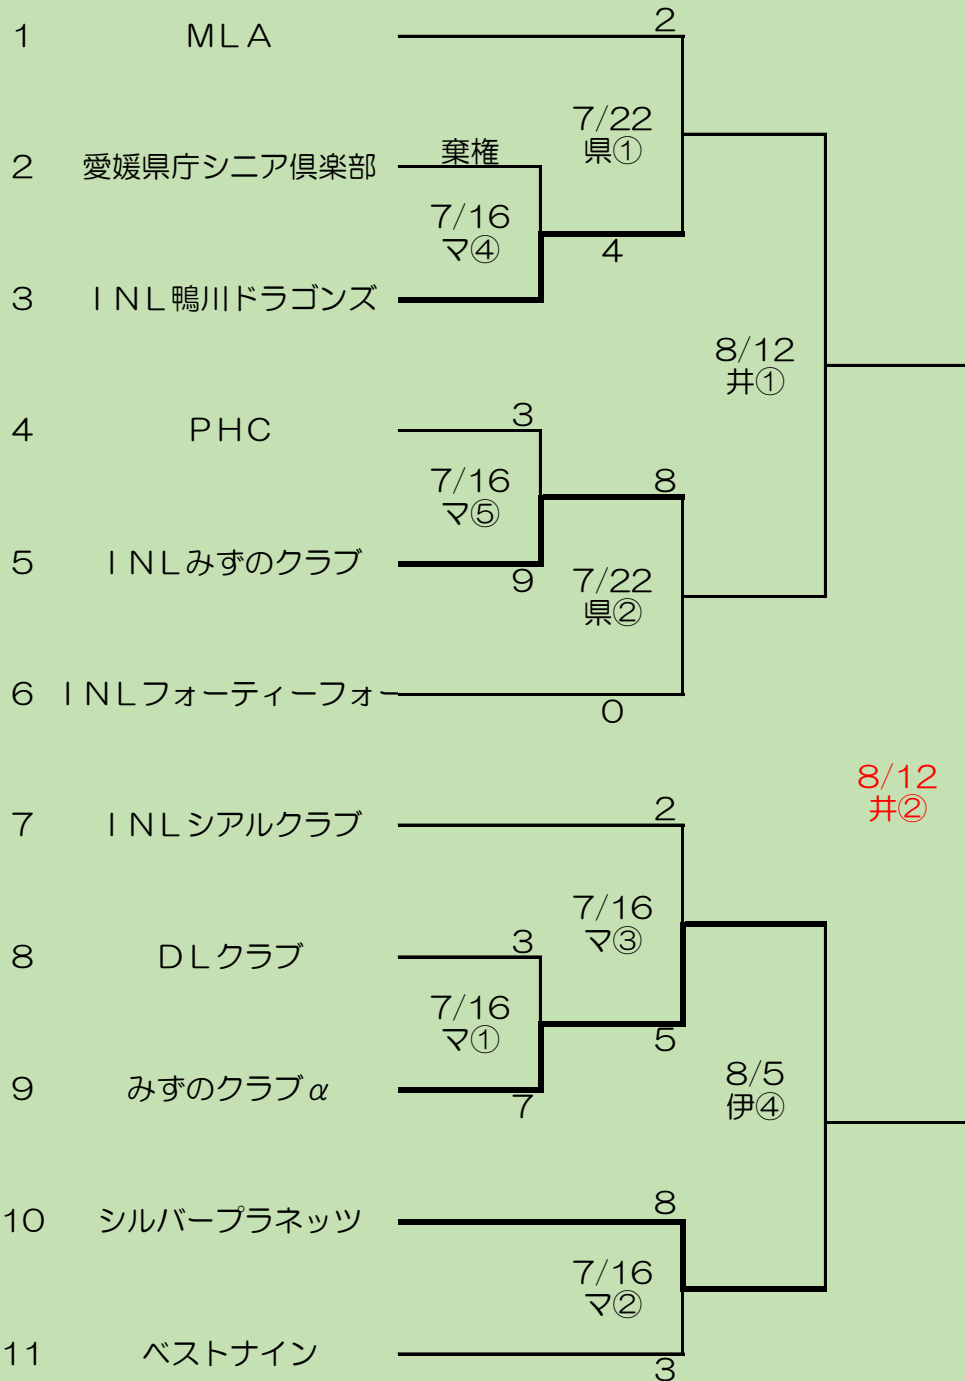 1 MLA 2
7/22
県①
2 愛媛県庁シニア倶楽部 棄権
7/16
マ④
4
3 INL鴨川ドラゴンズ
8/12
井①
4 PHC 3
7/16
マ⑤
8
5 INLみずのクラブ 9
7/22
県②
6 INLフォーティーフォー 0
8/12
井②
7 INLシアルクラブ 2
7/16
マ③
8 DLクラブ 3
7/16
マ①
5
9 みずのクラブα 7
8/5
伊④
10 シルバープラネッツ 8
7/16
マ②
11 ベストナイン 3